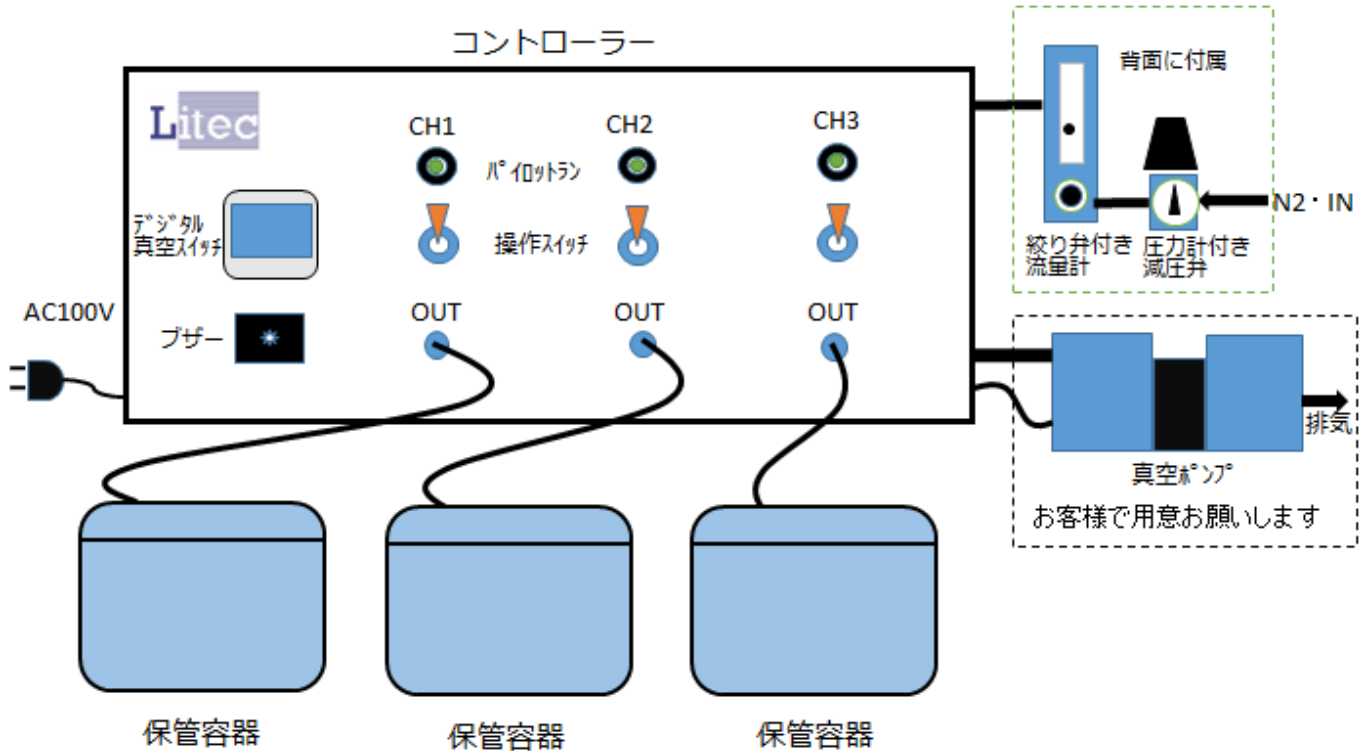 コントローラー
Litec
CH1
CH2
CH3
ﾊﾟｲﾛｯﾄﾗﾝ
ﾃﾞｼﾞﾀﾙ
真空ｽｲｯﾁ
操作ｽｲｯﾁ
AC100V
ブザー
OUT
OUT
OUT
背面に付属
N2・IN
絞り弁付き
流量計
圧力計付き
減圧弁
排気
真空ﾎﾟﾝﾌﾟ
お客様で用意お願いします
保管容器
保管容器
保管容器